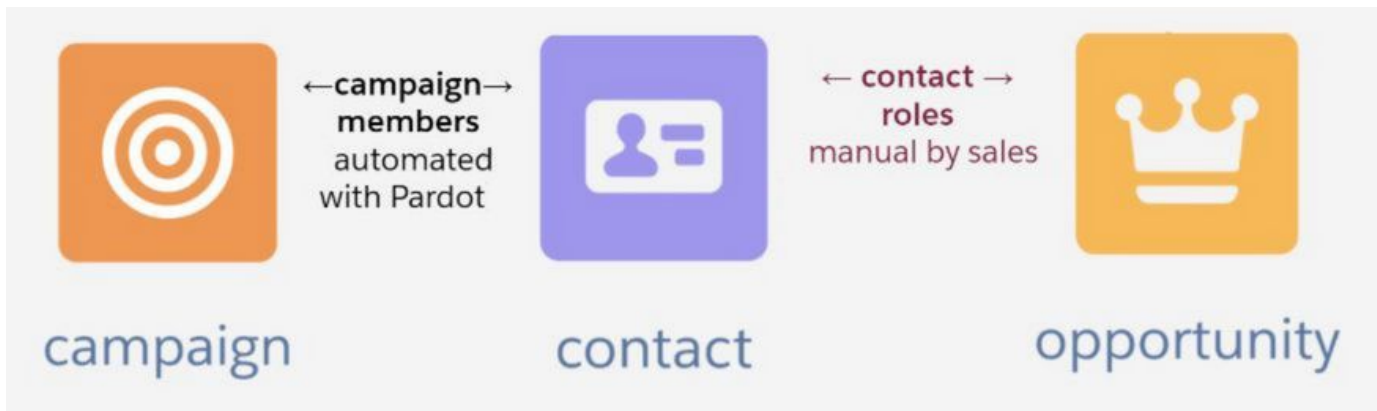 ←campaign→
members
automated
with Pardot
← contact →
roles
manual by sales
campaign
contact
opportunity